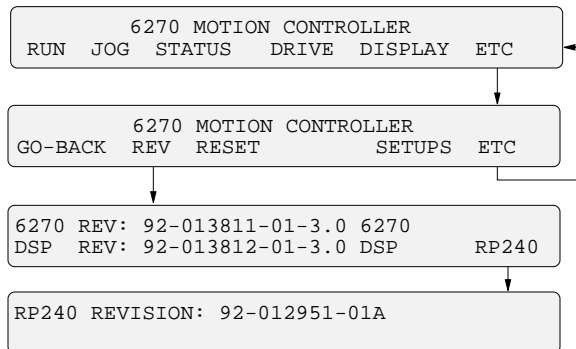 6270 MOTION CONTROLLER
RUN JOG STATUS DRIVE DISPLAY ETC
6270 MOTION CONTROLLER
GO-BACK REV RESET SETUPS ETC
6270 REV: 92-013811-01-3.0 6270
DSP REV: 92-013812-01-3.0 DSP RP240
RP240 REVISION: 92-012951-01A